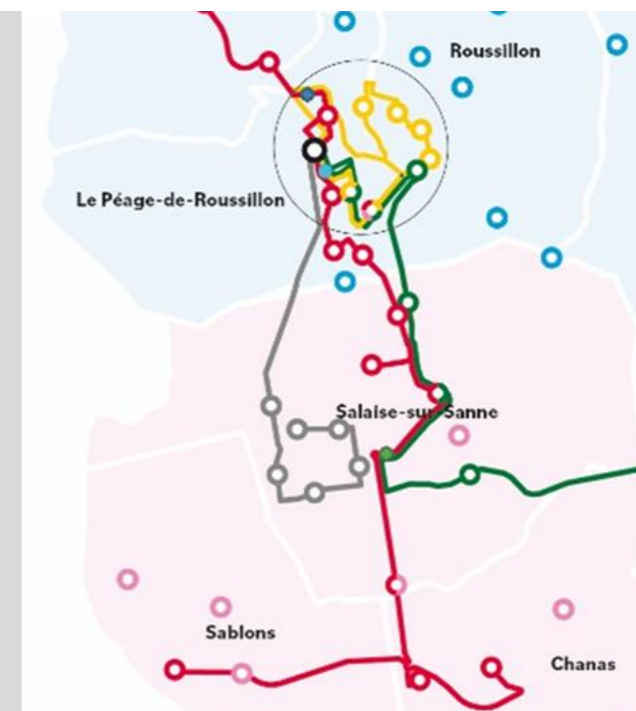 Roussillon
Le Péage-de-Roussillon
Salaise-sur-Sanne
Sablons
Chanas